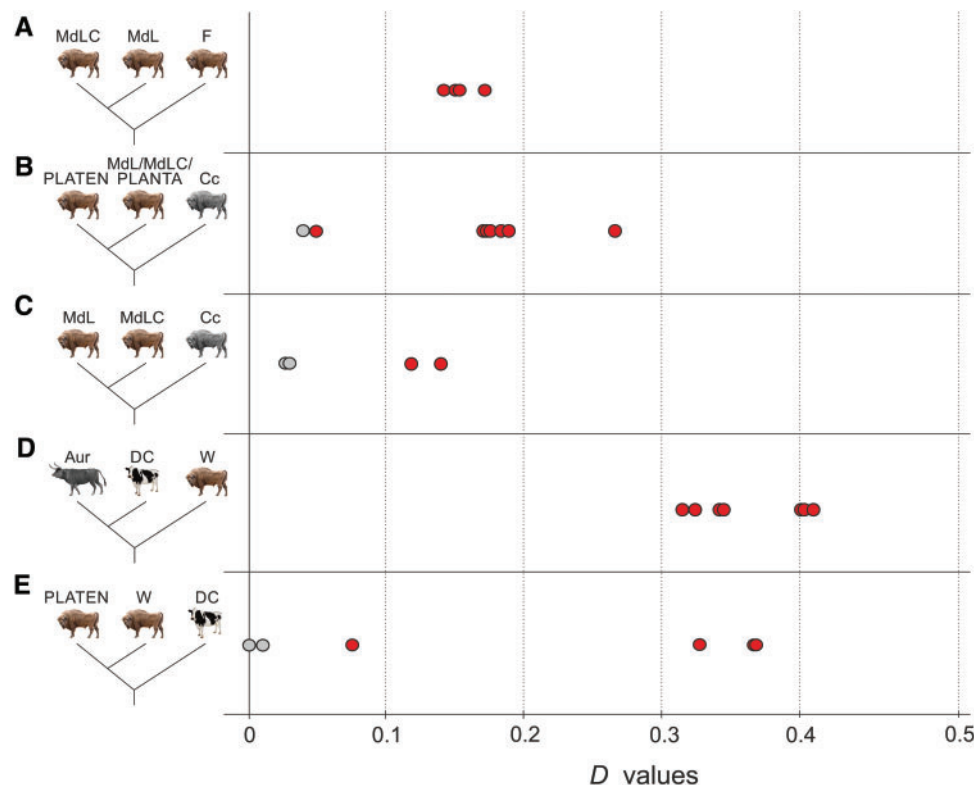 A
MdLC MdL F
B
MdL/MdLC/
PLATEN PLANTA Cc
C
MdL MdLC Cc
D
Aur DC W
E
PLATEN W DC
0 0.1 0.2 0.3 0.4 0.5
D values